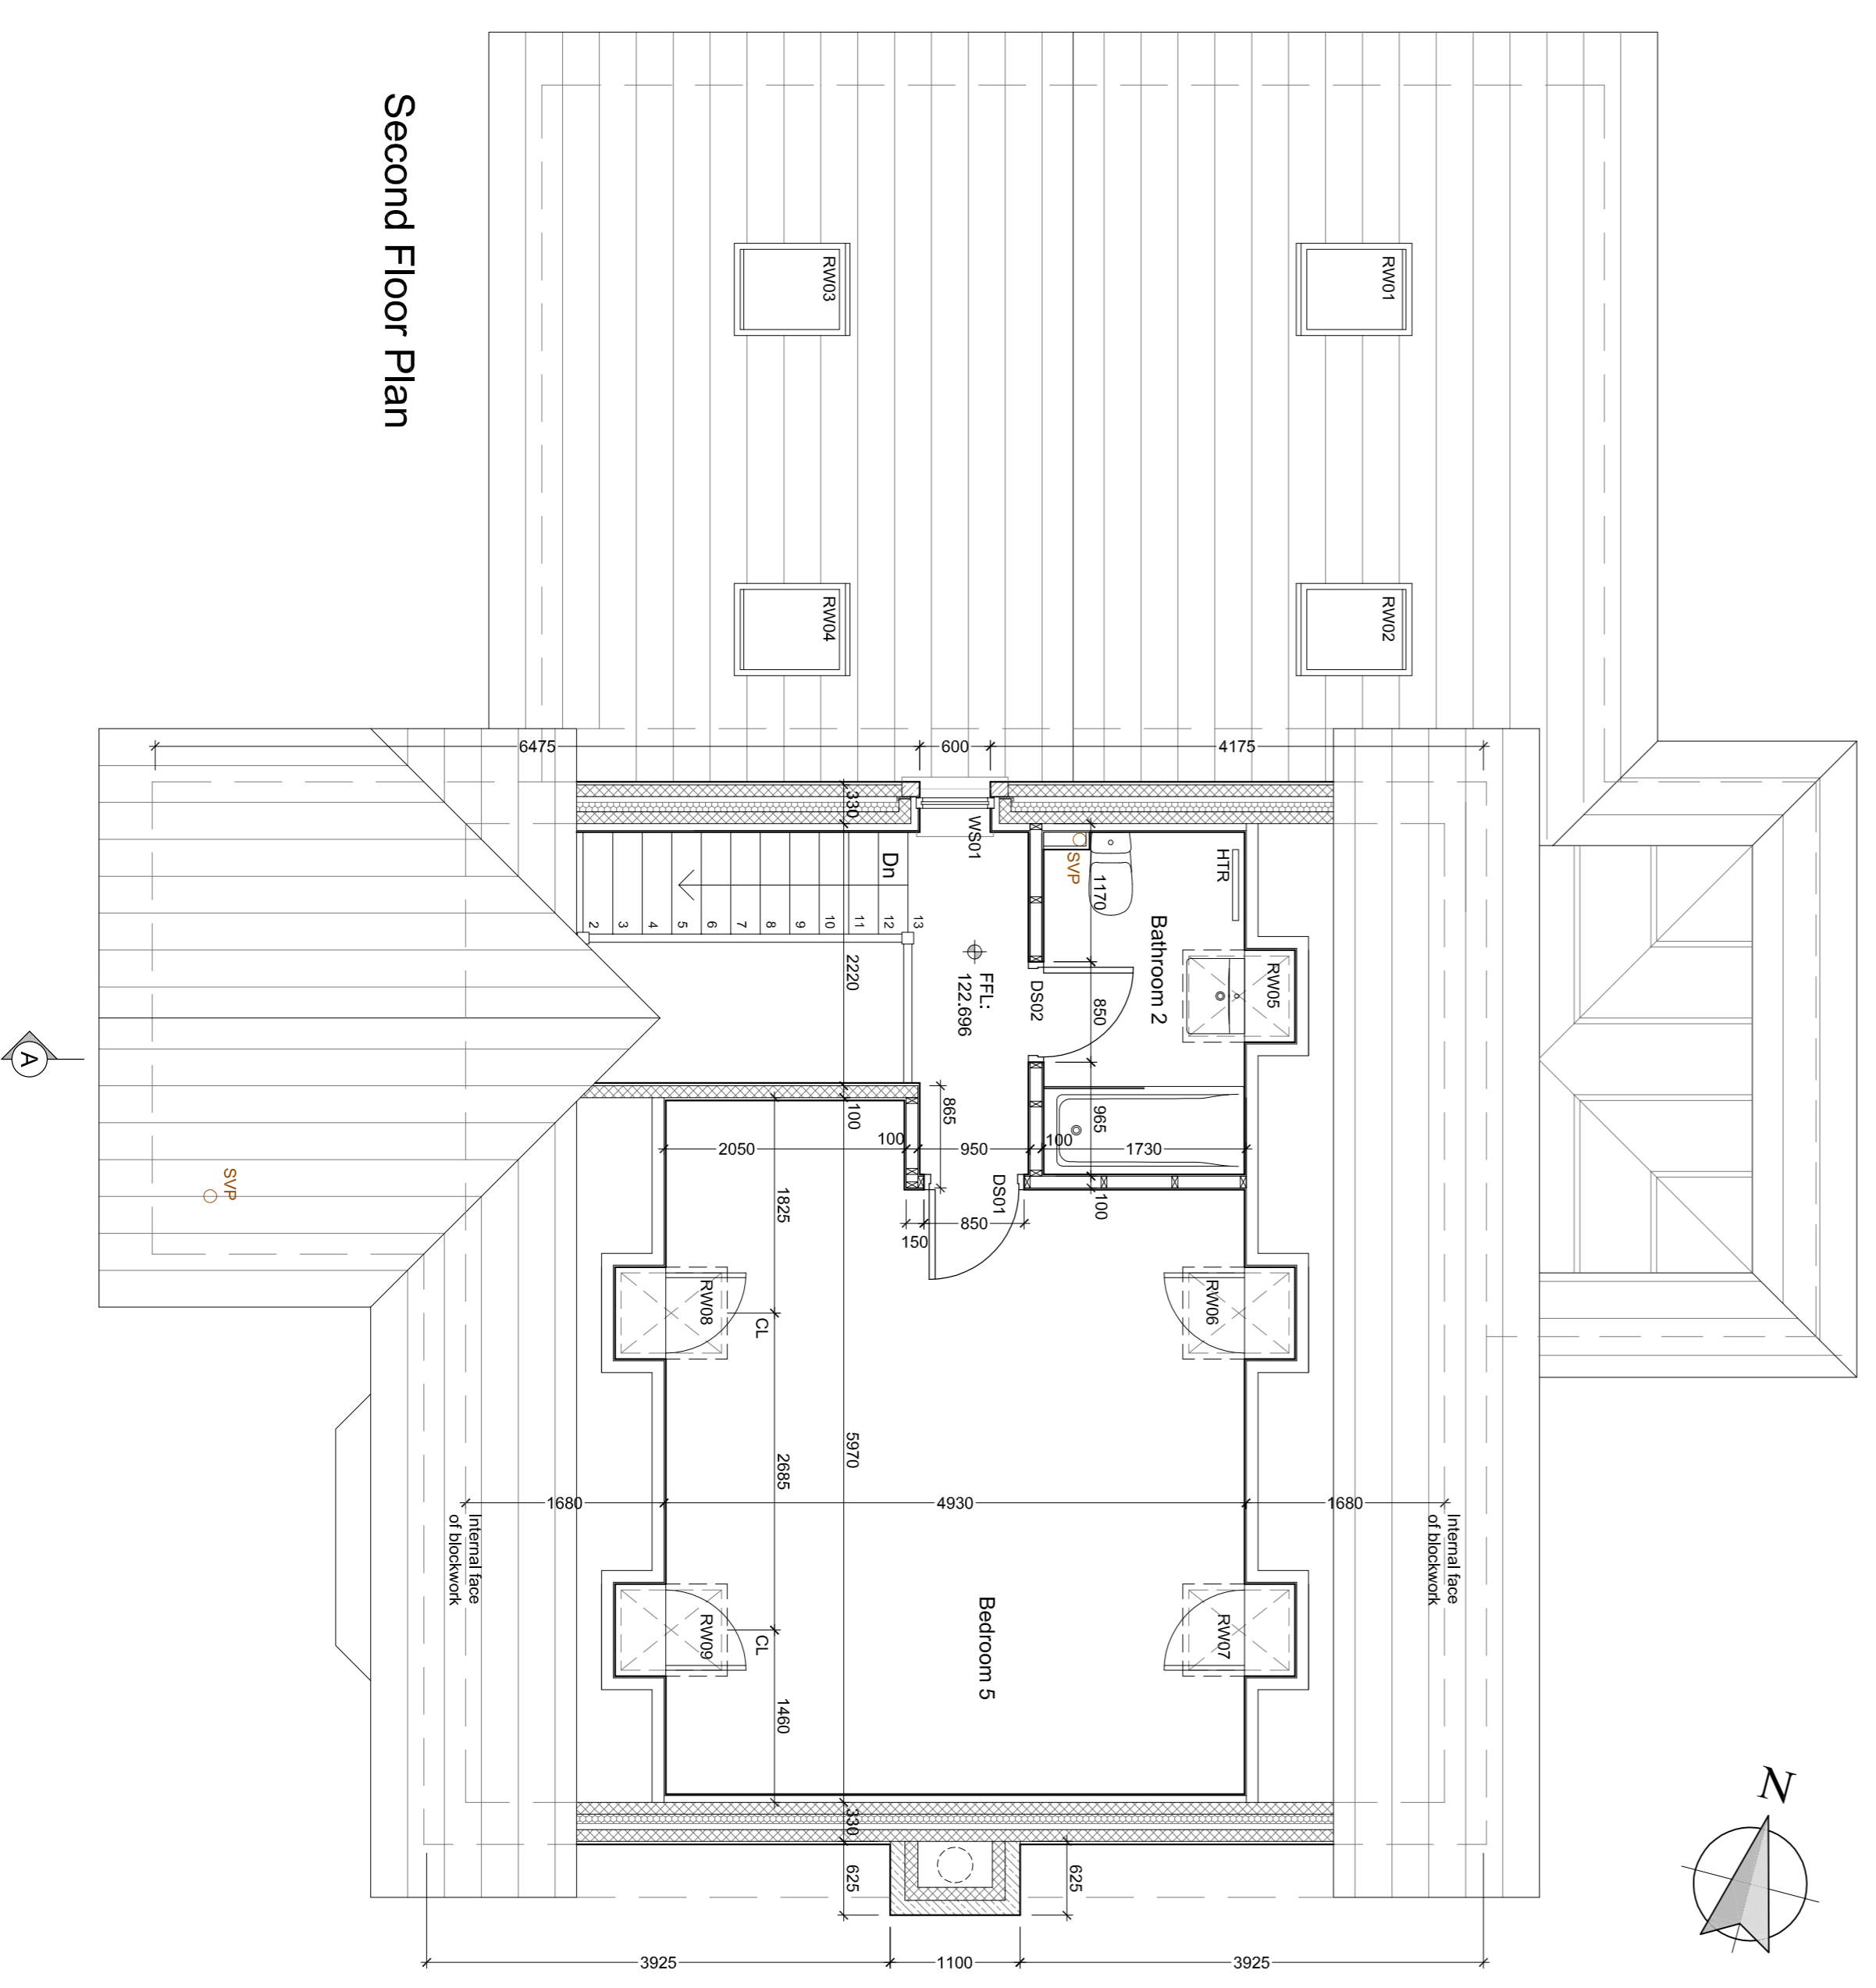 Second Floor Plan
RW01
RW03
RW02
RW04
6475
600
4175
330
WS01
SVP
HTR
1170
Dn
Bathroom 2
2
3
4
5
6
7
8
9
10
11
12
13
2220
FFL:
122.696
DS02
850
RW05
A
865
965
100
100
950
100
1730
2050
SVP
1825
DS01
100
850
150
RW08
CL
RW06
2685
5970
1680
4930
1680
Internal face
of blockwork
Internal face
of blockwork
Bedroom 5
RW09
CL
RW07
1460
330
625
625
N
3925
1100
3925